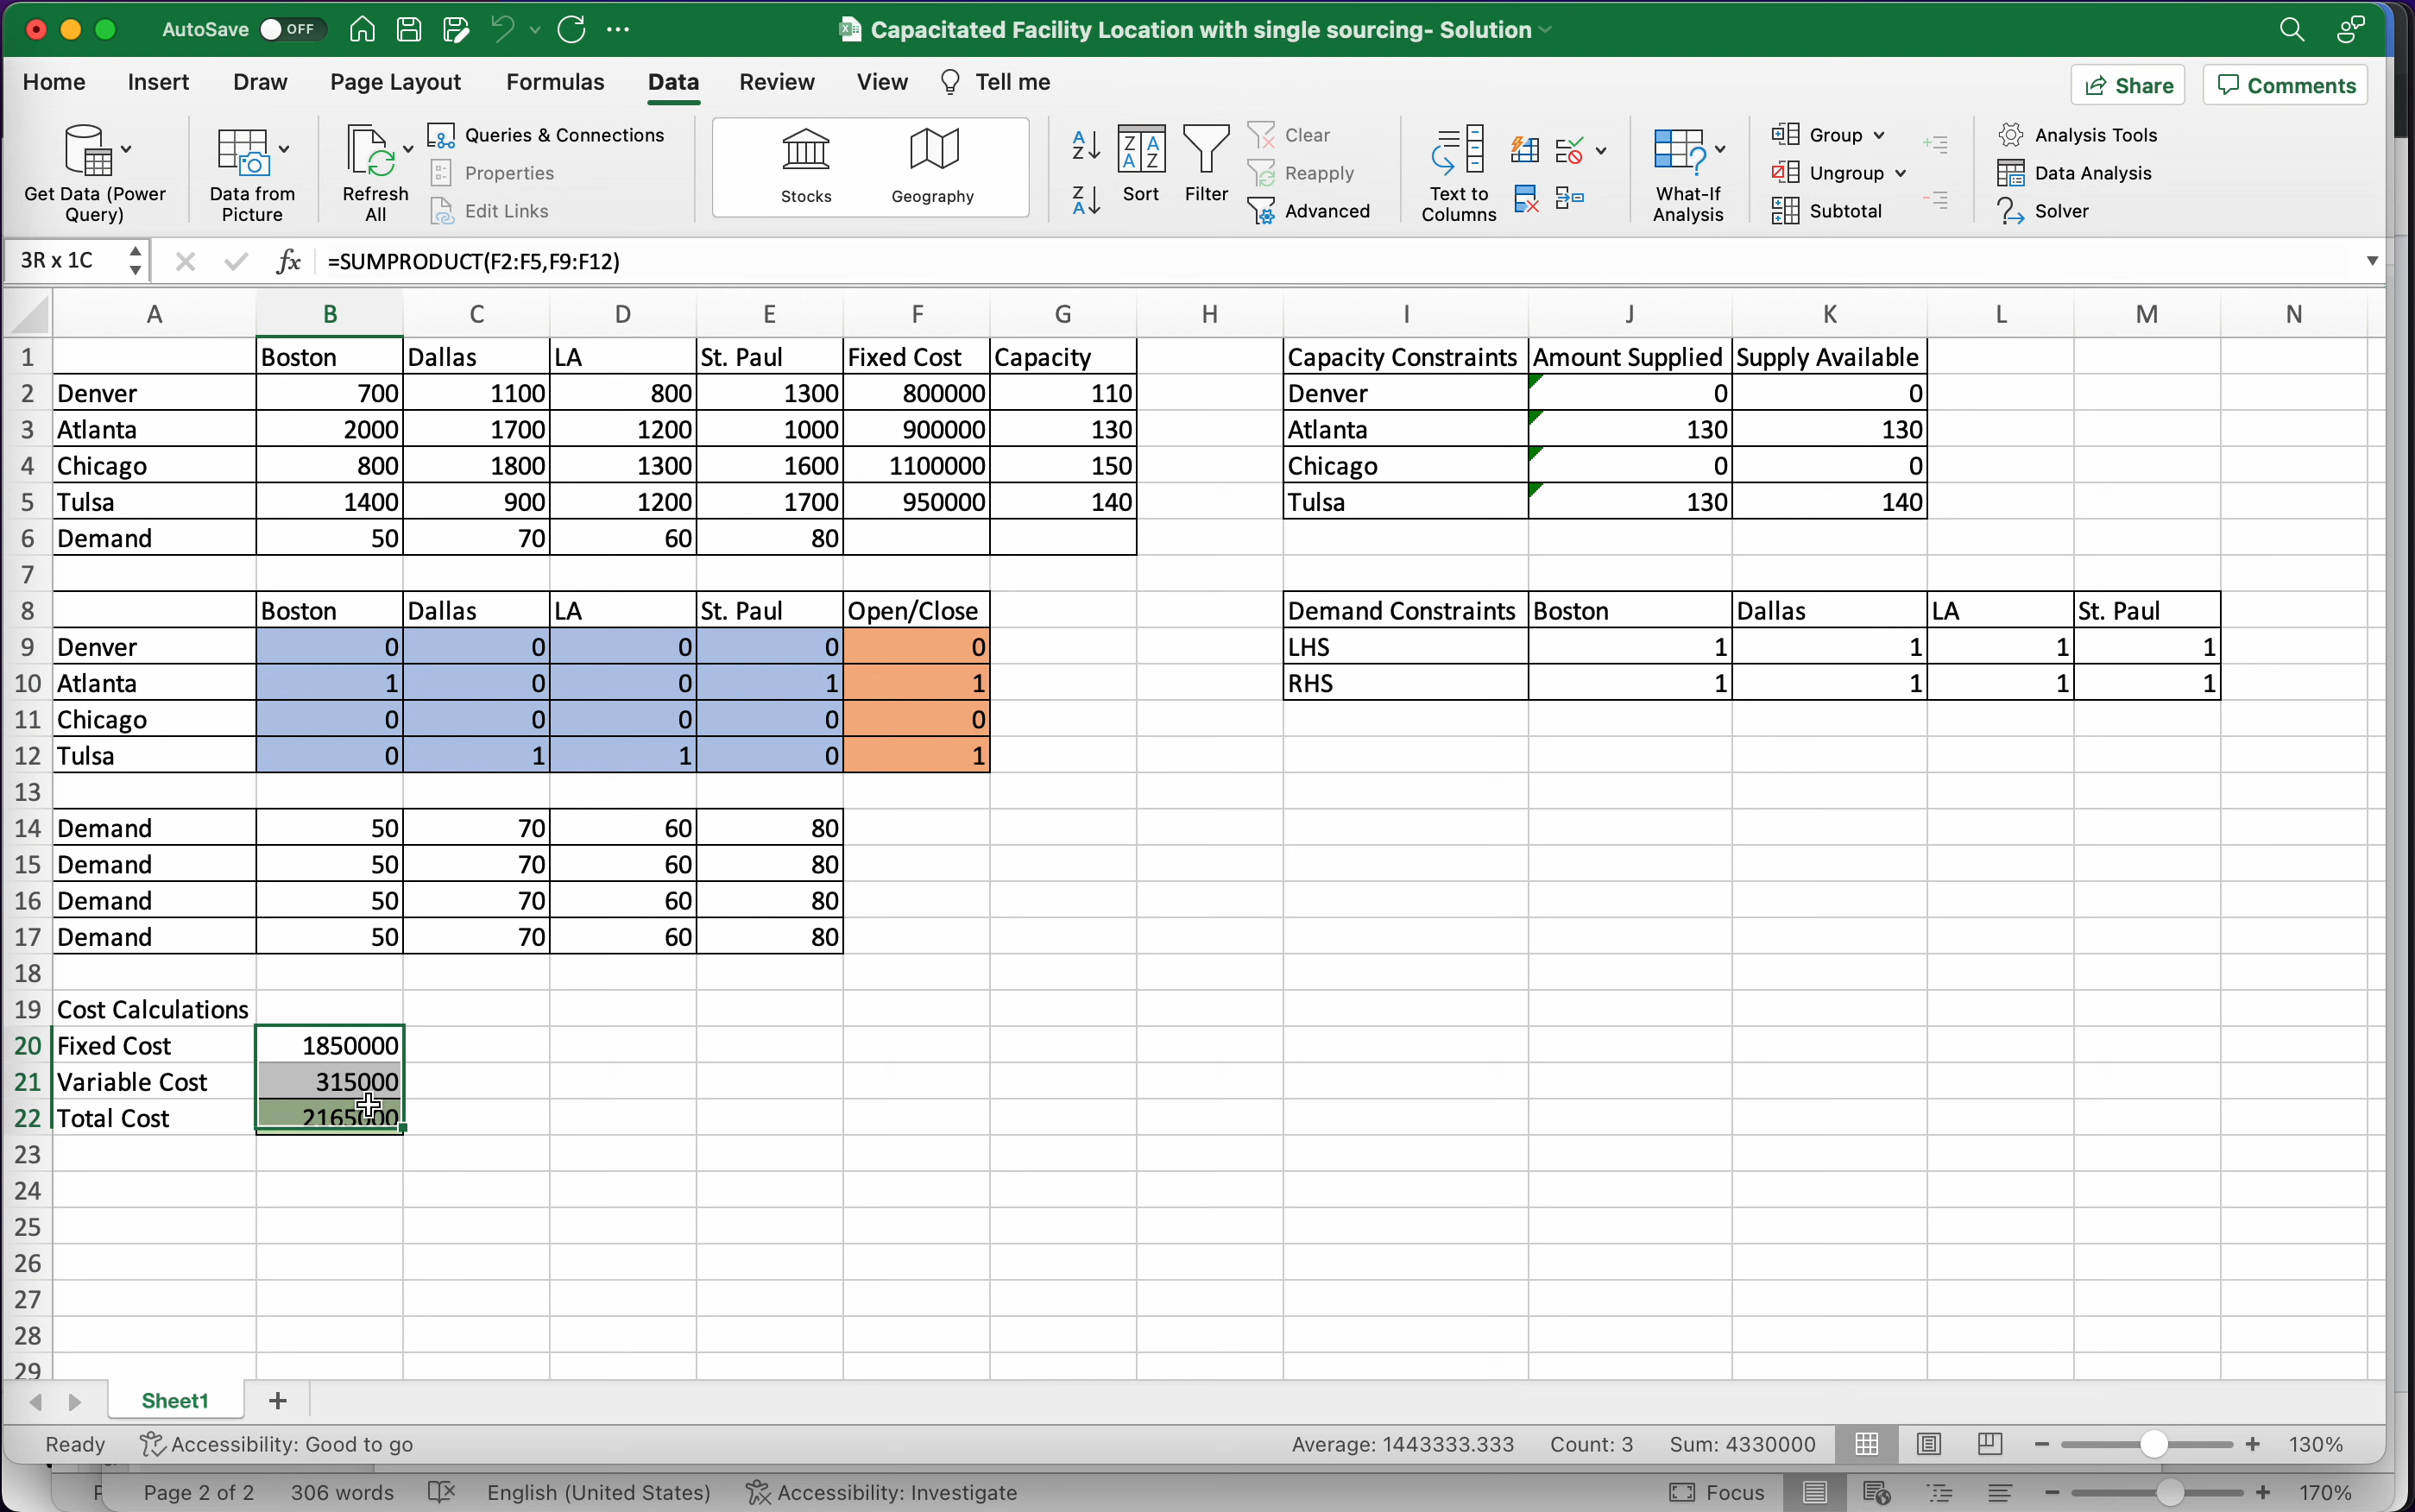 AutoSave OFF Capacitated Facility Location with single sourcing- Solution
Home Insert Draw Page Layout Formulas Data Review View Tell me Share Comments
Get Data (Power Query) Data from Picture Refresh All Queries & Connections Properties Edit Links Stocks Geography Sort Filter Clear Reapply Advanced Text to Columns What-If Analysis Group Ungroup Subtotal Analysis Tools Data Analysis Solver
3R x 1C fx =SUMPRODUCT(F2:F5,F9:F12)
A B C D E F G H I J K L M N
1 Boston Dallas LA St. Paul Fixed Cost Capacity Capacity Constraints Amount Supplied Supply Available
2 Denver 700 1100 800 1300 800000 110 Denver 0 0
3 Atlanta 2000 1700 1200 1000 900000 130 Atlanta 130 130
4 Chicago 800 1800 1300 1600 1100000 150 Chicago 0 0
5 Tulsa 1400 900 1200 1700 950000 140 Tulsa 130 140
6 Demand 50 70 60 80
7
8 Boston Dallas LA St. Paul Open/Close Demand Constraints Boston Dallas LA St. Paul
9 Denver 0 0 0 0 0 LHS 1 1 1 1
10 Atlanta 1 0 0 1 1 RHS 1 1 1 1
11 Chicago 0 0 0 0 0
12 Tulsa 0 1 1 0 1
13
14 Demand 50 70 60 80
15 Demand 50 70 60 80
16 Demand 50 70 60 80
17 Demand 50 70 60 80
18
19 Cost Calculations
20 Fixed Cost 1850000
21 Variable Cost 315000
22 Total Cost 2165000
23
24
25
26
27
28
29
Sheet1 +
Ready Accessibility: Good to go Average: 1443333.333 Count: 3 Sum: 4330000 130%
Page 2 of 2 306 words English (United States) Accessibility: Investigate Focus 170%